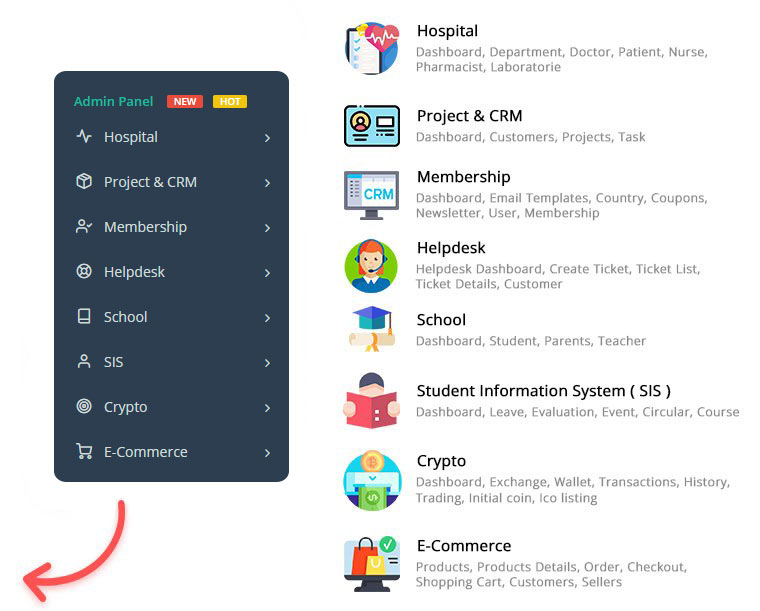 Admin Panel NEW HOT
Hospital
Project & CRM
Membership
Helpdesk
School
SIS
Crypto
E-Commerce
Hospital
Dashboard, Department, Doctor, Patient, Nurse,
Pharmacist, Laboratorie
Project & CRM
Dashboard, Customers, Projects, Task
CRM
Membership
Dashboard, Email Templates, Country, Coupons,
Newsletter, User, Membership
Helpdesk
Helpdesk Dashboard, Create Ticket, Ticket List,
Ticket Details, Customer
School
Dashboard, Student, Parents, Teacher
Student Information System ( SIS )
Dashboard, Leave, Evaluation, Event, Circular, Course
Crypto
Dashboard, Exchange, Wallet, Transactions, History,
Trading, Initial coin, Ico listing
E-Commerce
Products, Products Details, Order, Checkout,
Shopping Cart, Customers, Sellers